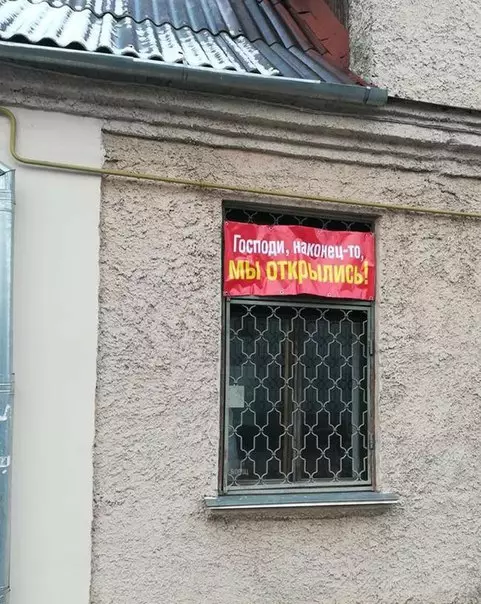 Господи, наконец-то,
мы открылись!